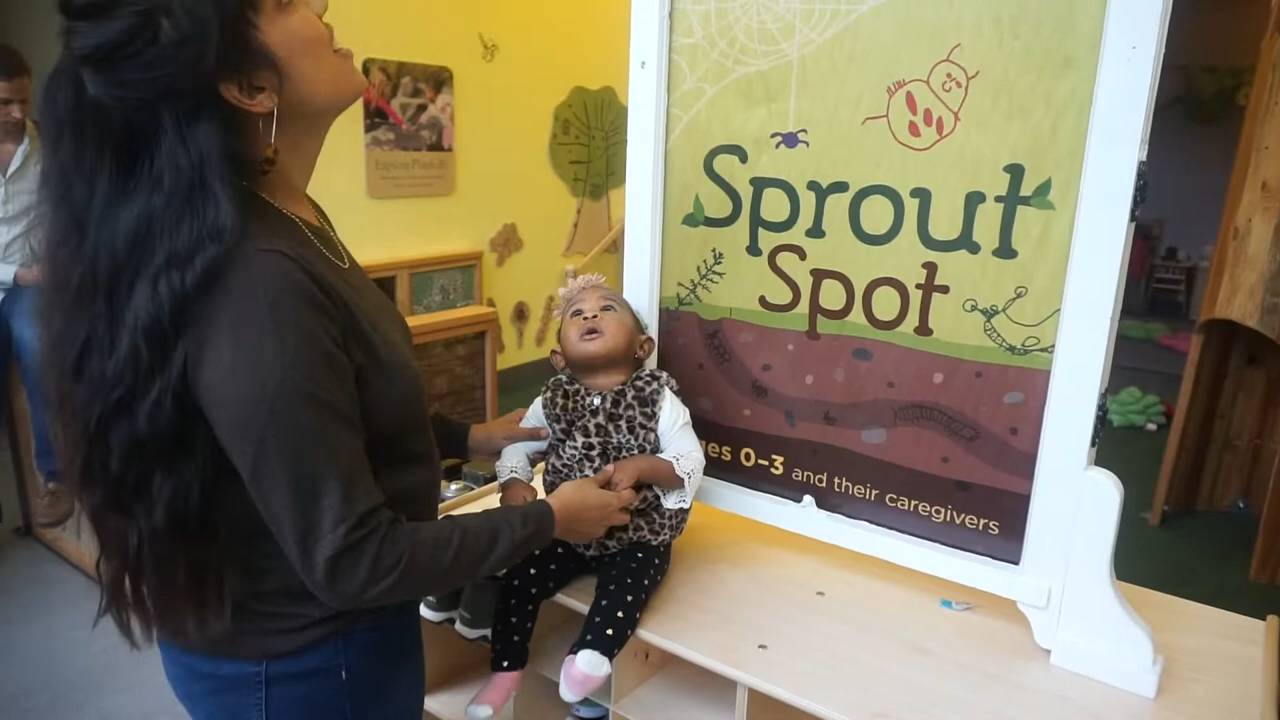 Sprout
Spot
ges 0–3 and their caregivers